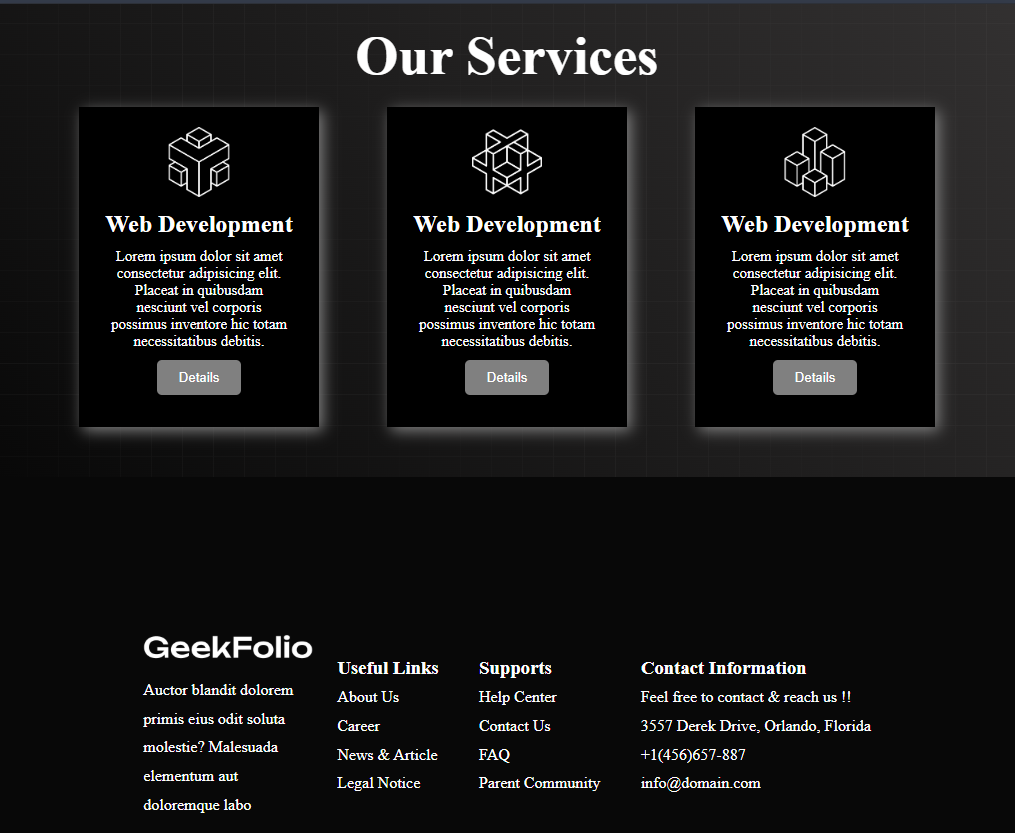 Our Services
Web Development
Lorem ipsum dolor sit amet
consectetur adipisicing elit.
Placeat in quibusdam
nesciunt vel corporis
possimus inventore hic totam
necessitatibus debitis.
Details
Web Development
Lorem ipsum dolor sit amet
consectetur adipisicing elit.
Placeat in quibusdam
nesciunt vel corporis
possimus inventore hic totam
necessitatibus debitis.
Details
Web Development
Lorem ipsum dolor sit amet
consectetur adipisicing elit.
Placeat in quibusdam
nesciunt vel corporis
possimus inventore hic totam
necessitatibus debitis.
Details
GeekFolio
Auctor blandit dolorem
primis eius odit soluta
molestie? Malesuada
elementum aut
doloremque labo
Useful Links
About Us
Career
News & Article
Legal Notice
Supports
Help Center
Contact Us
FAQ
Parent Community
Contact Information
Feel free to contact & reach us !!
3557 Derek Drive, Orlando, Florida
+1(456)657-887
info@domain.com